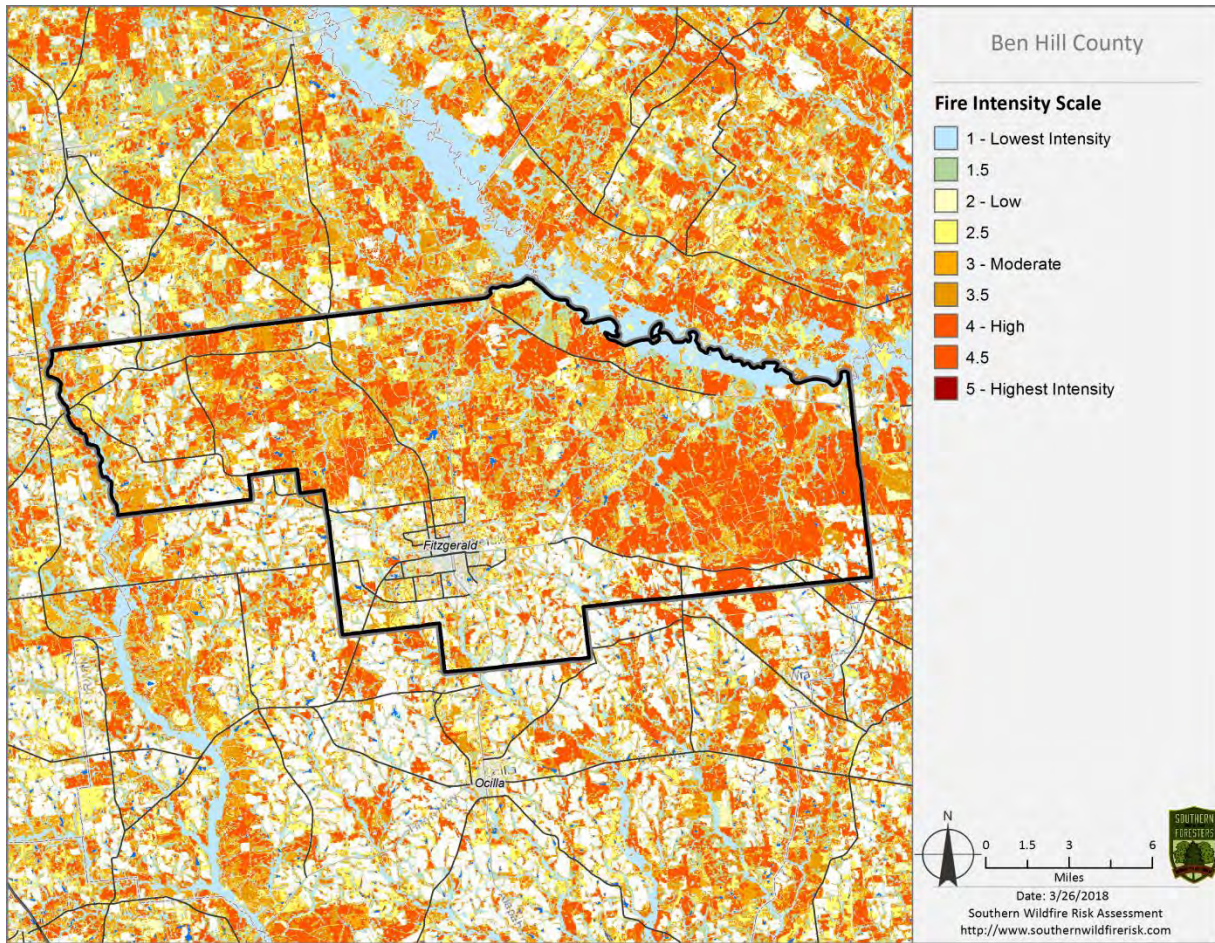 Ben Hill County
Fire Intensity Scale
1 - Lowest Intensity
1.5
2 - Low
2.5
3 - Moderate
3.5
4 - High
4.5
5 - Highest Intensity
Fitzgerald
Ocilla
N
0 1.5 3 6
Miles
SOUTHERN
FORESTERS
Date: 3/26/2018
Southern Wildfire Risk Assessment
http://www.southernwildfirerisk.com